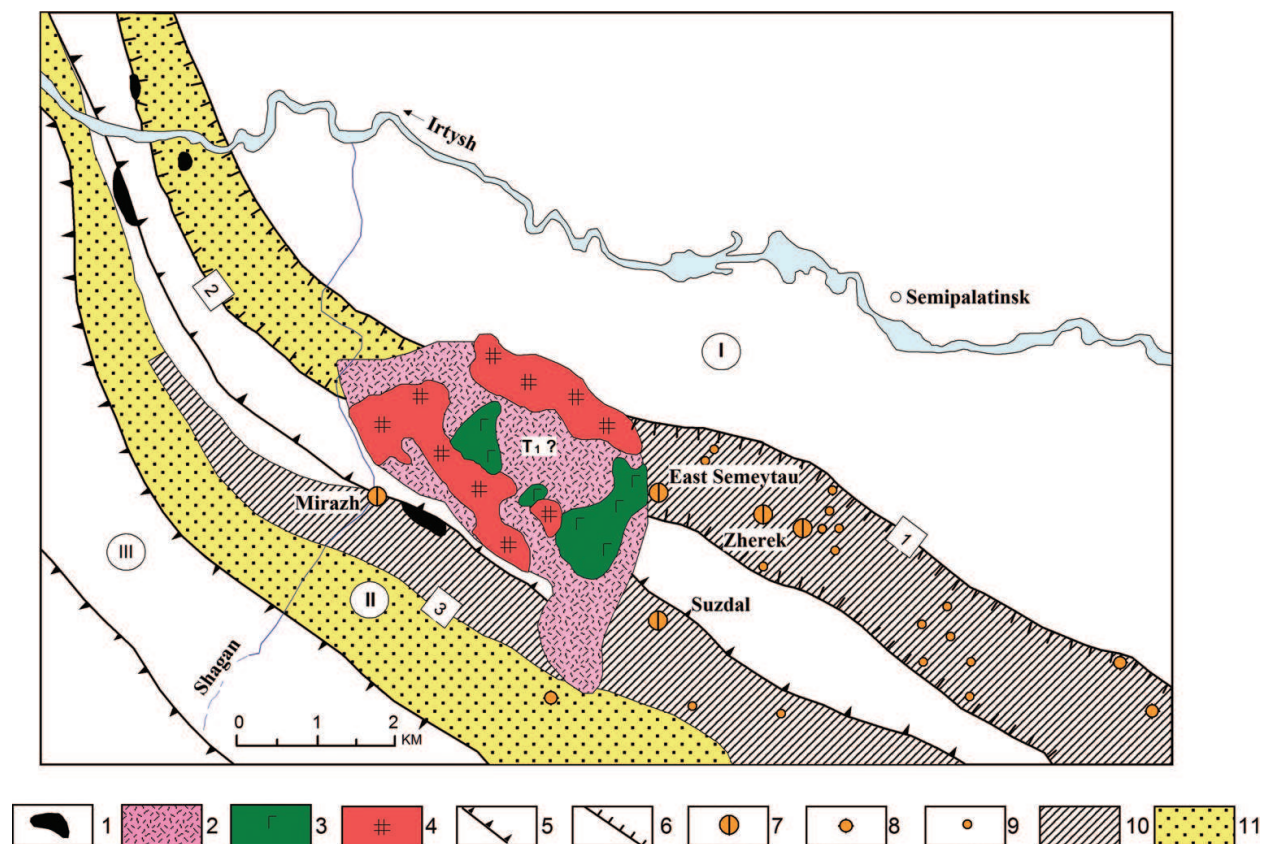 Irtysh
2
Semipalatinsk
I
T1 ?
East Semeytau
Mirazh
Zherek
1
III
II
3
Suzdal
Shagan
0 1 2
KM
1 2 3 4 5 6 7 8 9 10 11